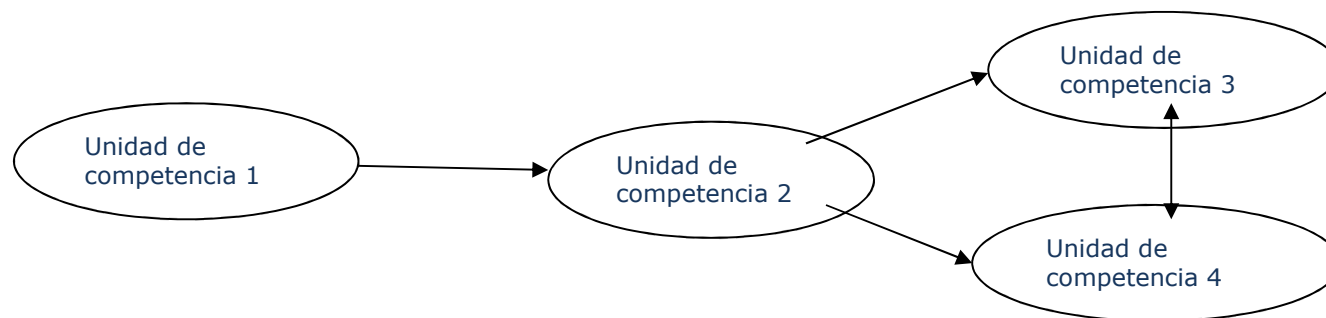 Unidad de
competencia 1
Unidad de
competencia 2
Unidad de
competencia 3
Unidad de
competencia 4